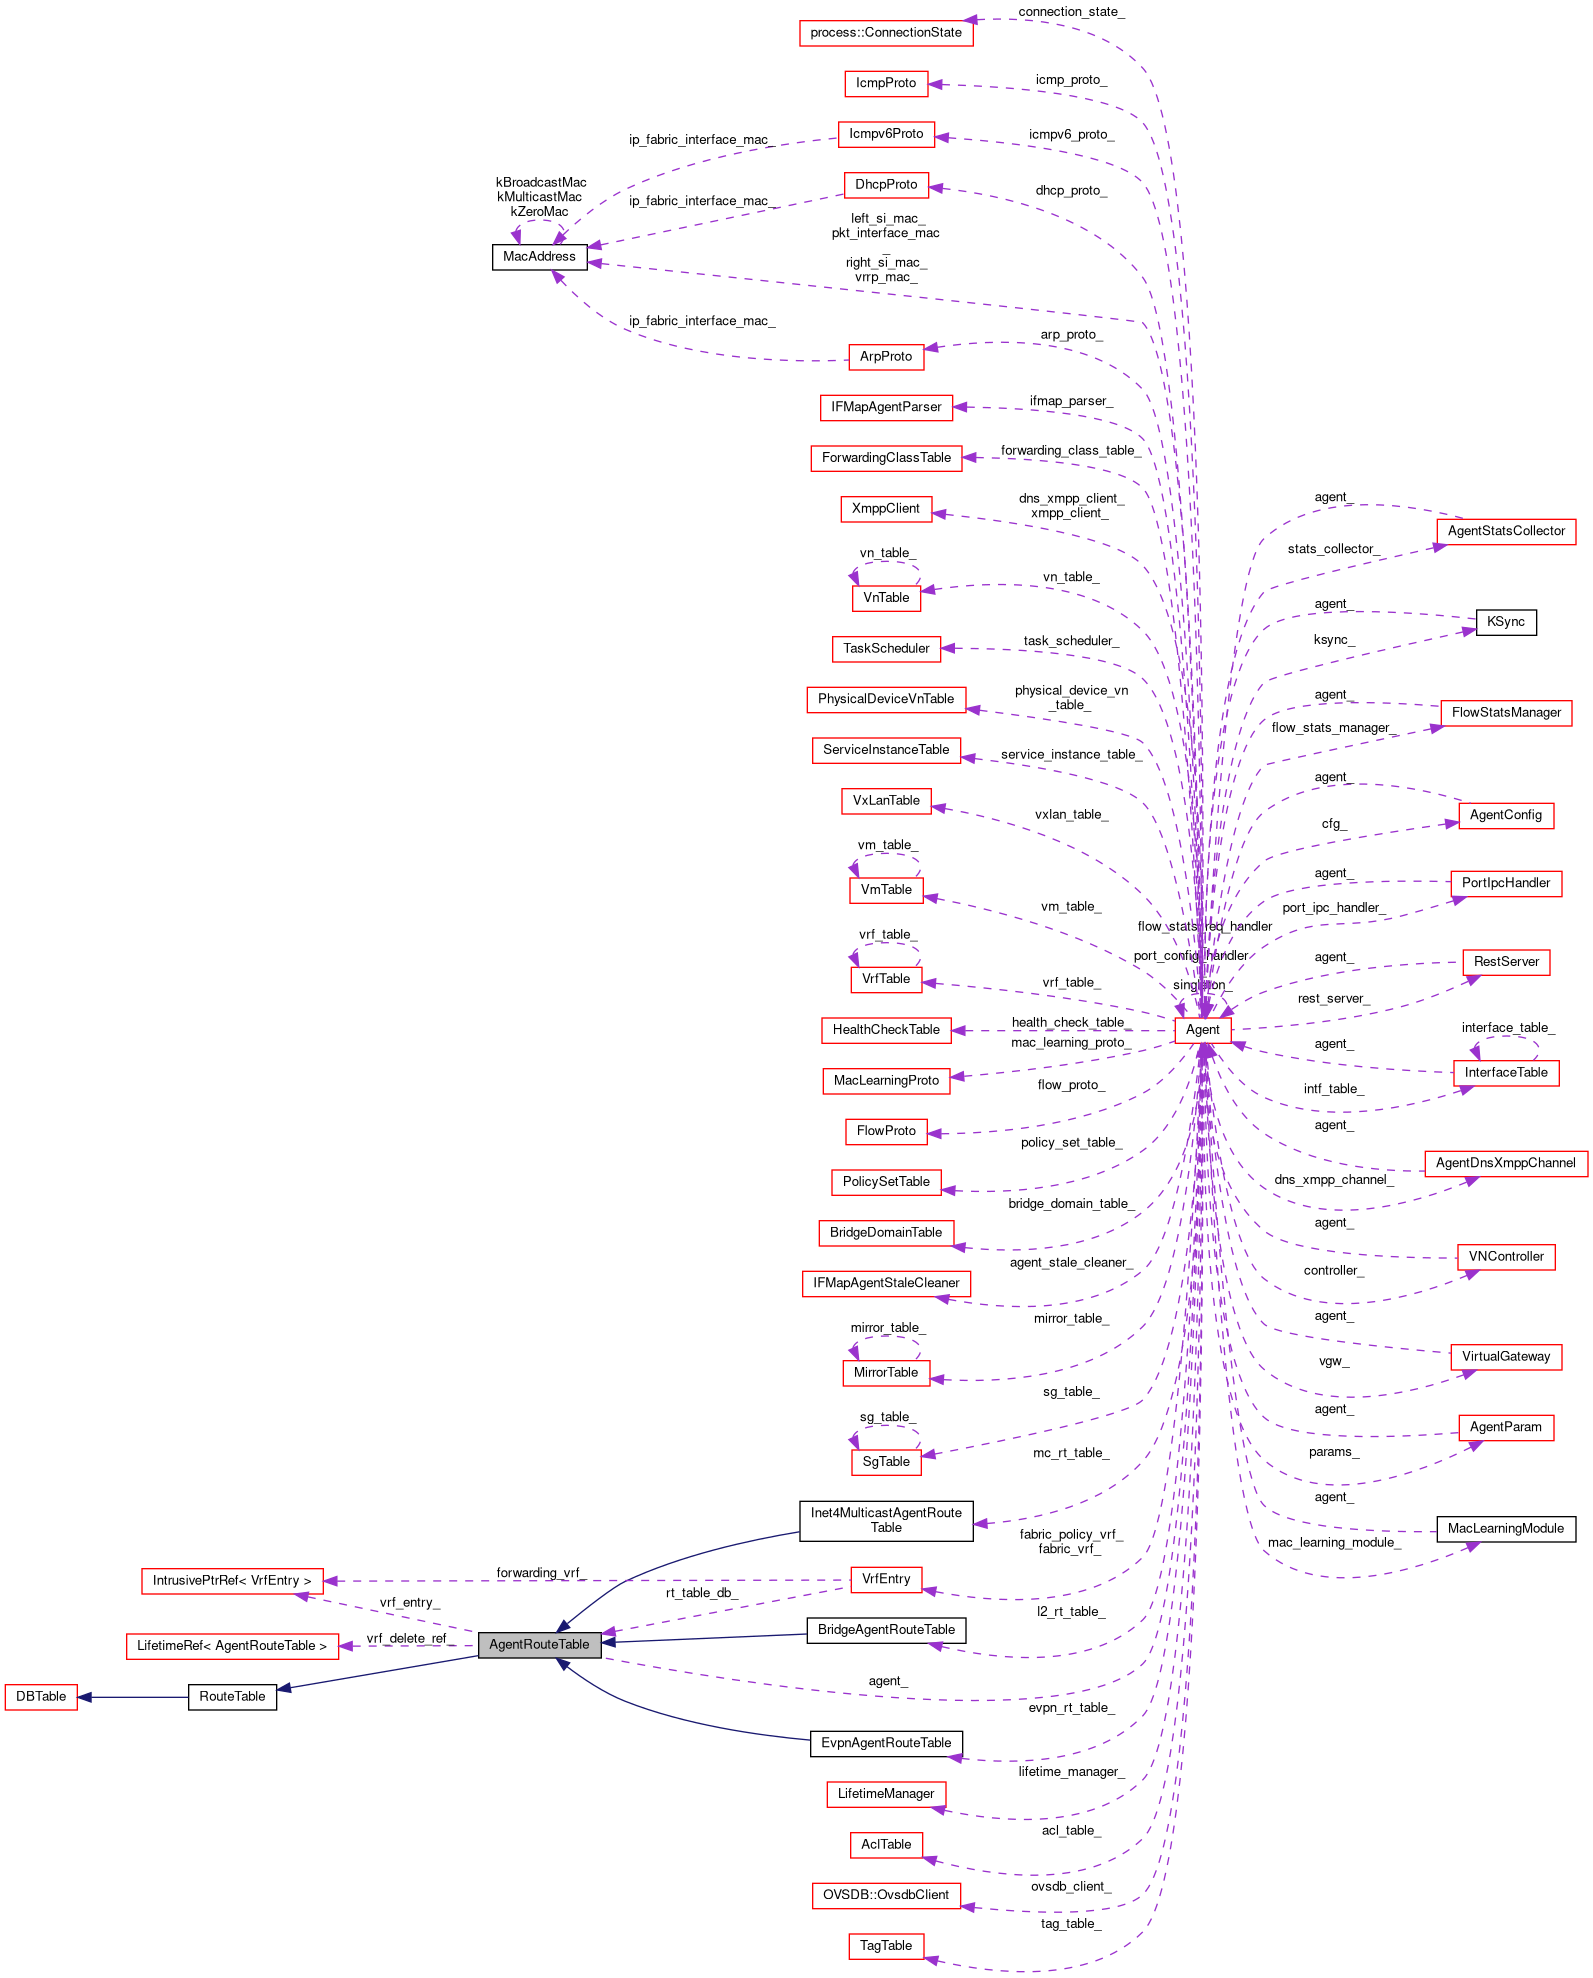 connection_state_
process::ConnectionState
IcmpProto
icmp_proto_
Icmpv6Proto
icmpv6_proto_
ip_fabric_interface_mac_
DhcpProto
dhcp_proto_
kBroadcastMac
kMulticastMac
kZeroMac
ip_fabric_interface_mac_
left_si_mac_
pkt_interface_mac
_
right_si_mac_
vrrp_mac_
MacAddress
ip_fabric_interface_mac_
arp_proto_
ArpProto
IFMapAgentParser
ifmap_parser_
ForwardingClassTable
forwarding_class_table_
XmppClient
dns_xmpp_client_
xmpp_client_
agent_
AgentStatsCollector
stats_collector_
vn_table_
VnTable
vn_table_
agent_
KSync
ksync_
TaskScheduler
task_scheduler_
PhysicalDeviceVnTable
physical_device_vn
_table_
agent_
FlowStatsManager
flow_stats_manager_
ServiceInstanceTable
service_instance_table_
agent_
AgentConfig
cfg_
VxLanTable
vxlan_table_
vm_table_
VmTable
vm_table_
agent_
PortIpcHandler
port_ipc_handler_
flow_stats_req_handler
_
port_config_handler
_
vrf_table_
VrfTable
vrf_table_
singleton_
agent_
RestServer
rest_server_
HealthCheckTable
health_check_table_
Agent
mac_learning_proto_
MacLearningProto
agent_
interface_table_
InterfaceTable
intf_table_
FlowProto
flow_proto_
agent_
AgentDnsXmppChannel
dns_xmpp_channel_
PolicySetTable
policy_set_table_
BridgeDomainTable
bridge_domain_table_
agent_
VNController
controller_
IFMapAgentStaleCleaner
agent_stale_cleaner_
mirror_table_
MirrorTable
mirror_table_
agent_
VirtualGateway
vgw_
sg_table_
SgTable
sg_table_
agent_
AgentParam
params_
mc_rt_table_
Inet4MulticastAgentRoute
Table
agent_
MacLearningModule
mac_learning_module_
fabric_policy_vrf_
fabric_vrf_
IntrusivePtrRef< VrfEntry >
forwarding_vrf_
VrfEntry
vrf_entry_
rt_table_db_
l2_rt_table_
BridgeAgentRouteTable
LifetimeRef< AgentRouteTable >
vrf_delete_ref_
AgentRouteTable
agent_
DBTable
RouteTable
evpn_rt_table_
EvpnAgentRouteTable
lifetime_manager_
LifetimeManager
acl_table_
AclTable
ovsdb_client_
OVSDB::OvsdbClient
tag_table_
TagTable